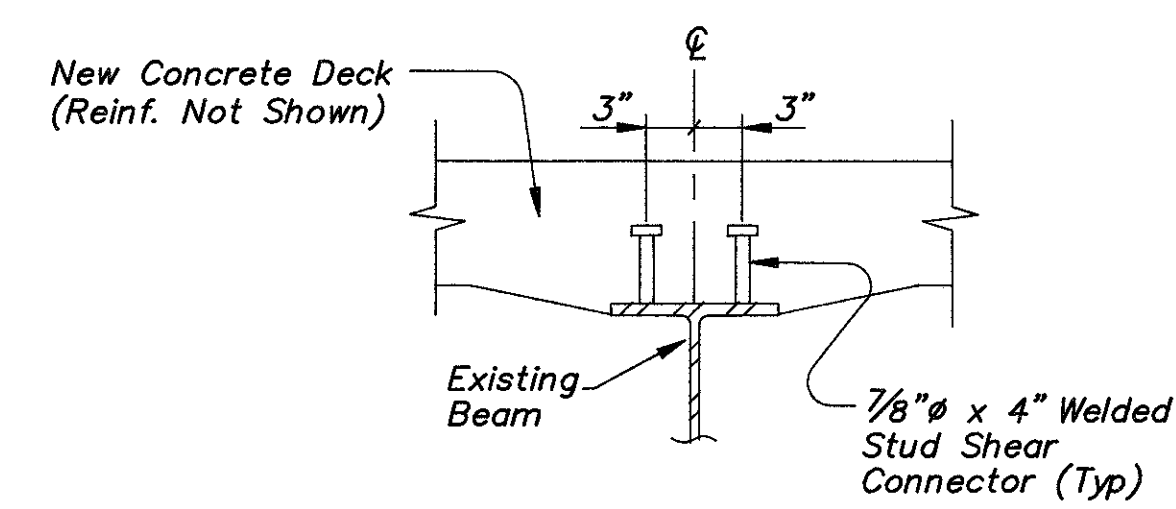 ℄
New Concrete Deck
(Reinf. Not Shown)
3" 3"
Existing
Beam
7/8"ø x 4" Welded
Stud Shear
Connector (Typ)